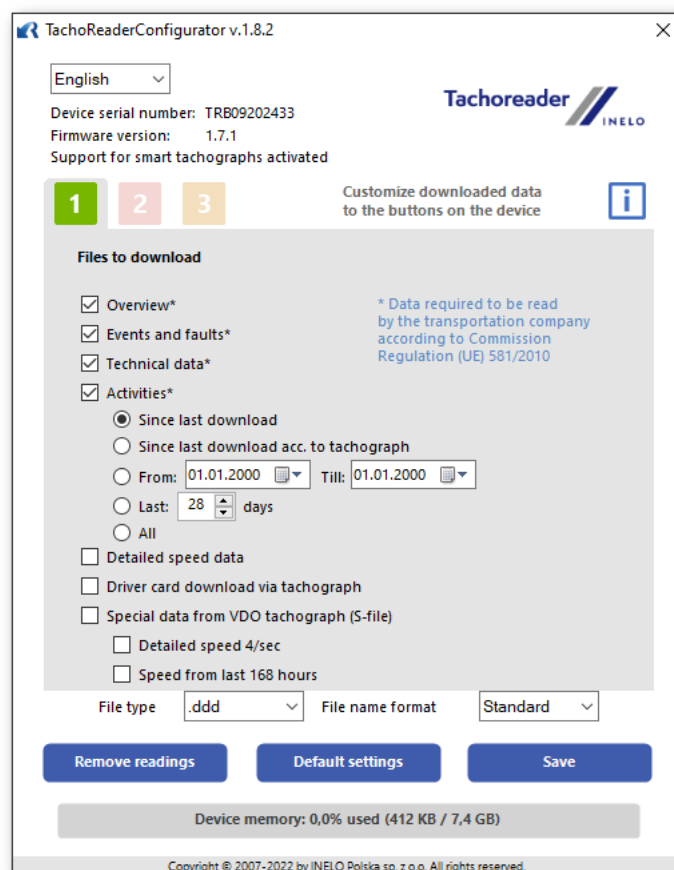 TachoReaderConfigurator v.1.8.2
English
Tachoreader
INELO
Device serial number: TRB09202433
Firmware version: 1.7.1
Support for smart tachographs activated
1 2 3
Customize downloaded data
to the buttons on the device
i
Files to download
Overview*
Events and faults*
Technical data*
Activities*
* Data required to be read
by the transportation company
according to Commission
Regulation (UE) 581/2010
Since last download
Since last download acc. to tachograph
From: 01.01.2000 Till: 01.01.2000
Last: 28 days
All
Detailed speed data
Driver card download via tachograph
Special data from VDO tachograph (S-file)
Detailed speed 4/sec
Speed from last 168 hours
File type .ddd File name format Standard
Remove readings Default settings Save
Device memory: 0,0% used (412 KB / 7,4 GB)
Copyright © 2007-2022 by INELO Polska sp. z o.o. All rights reserved.